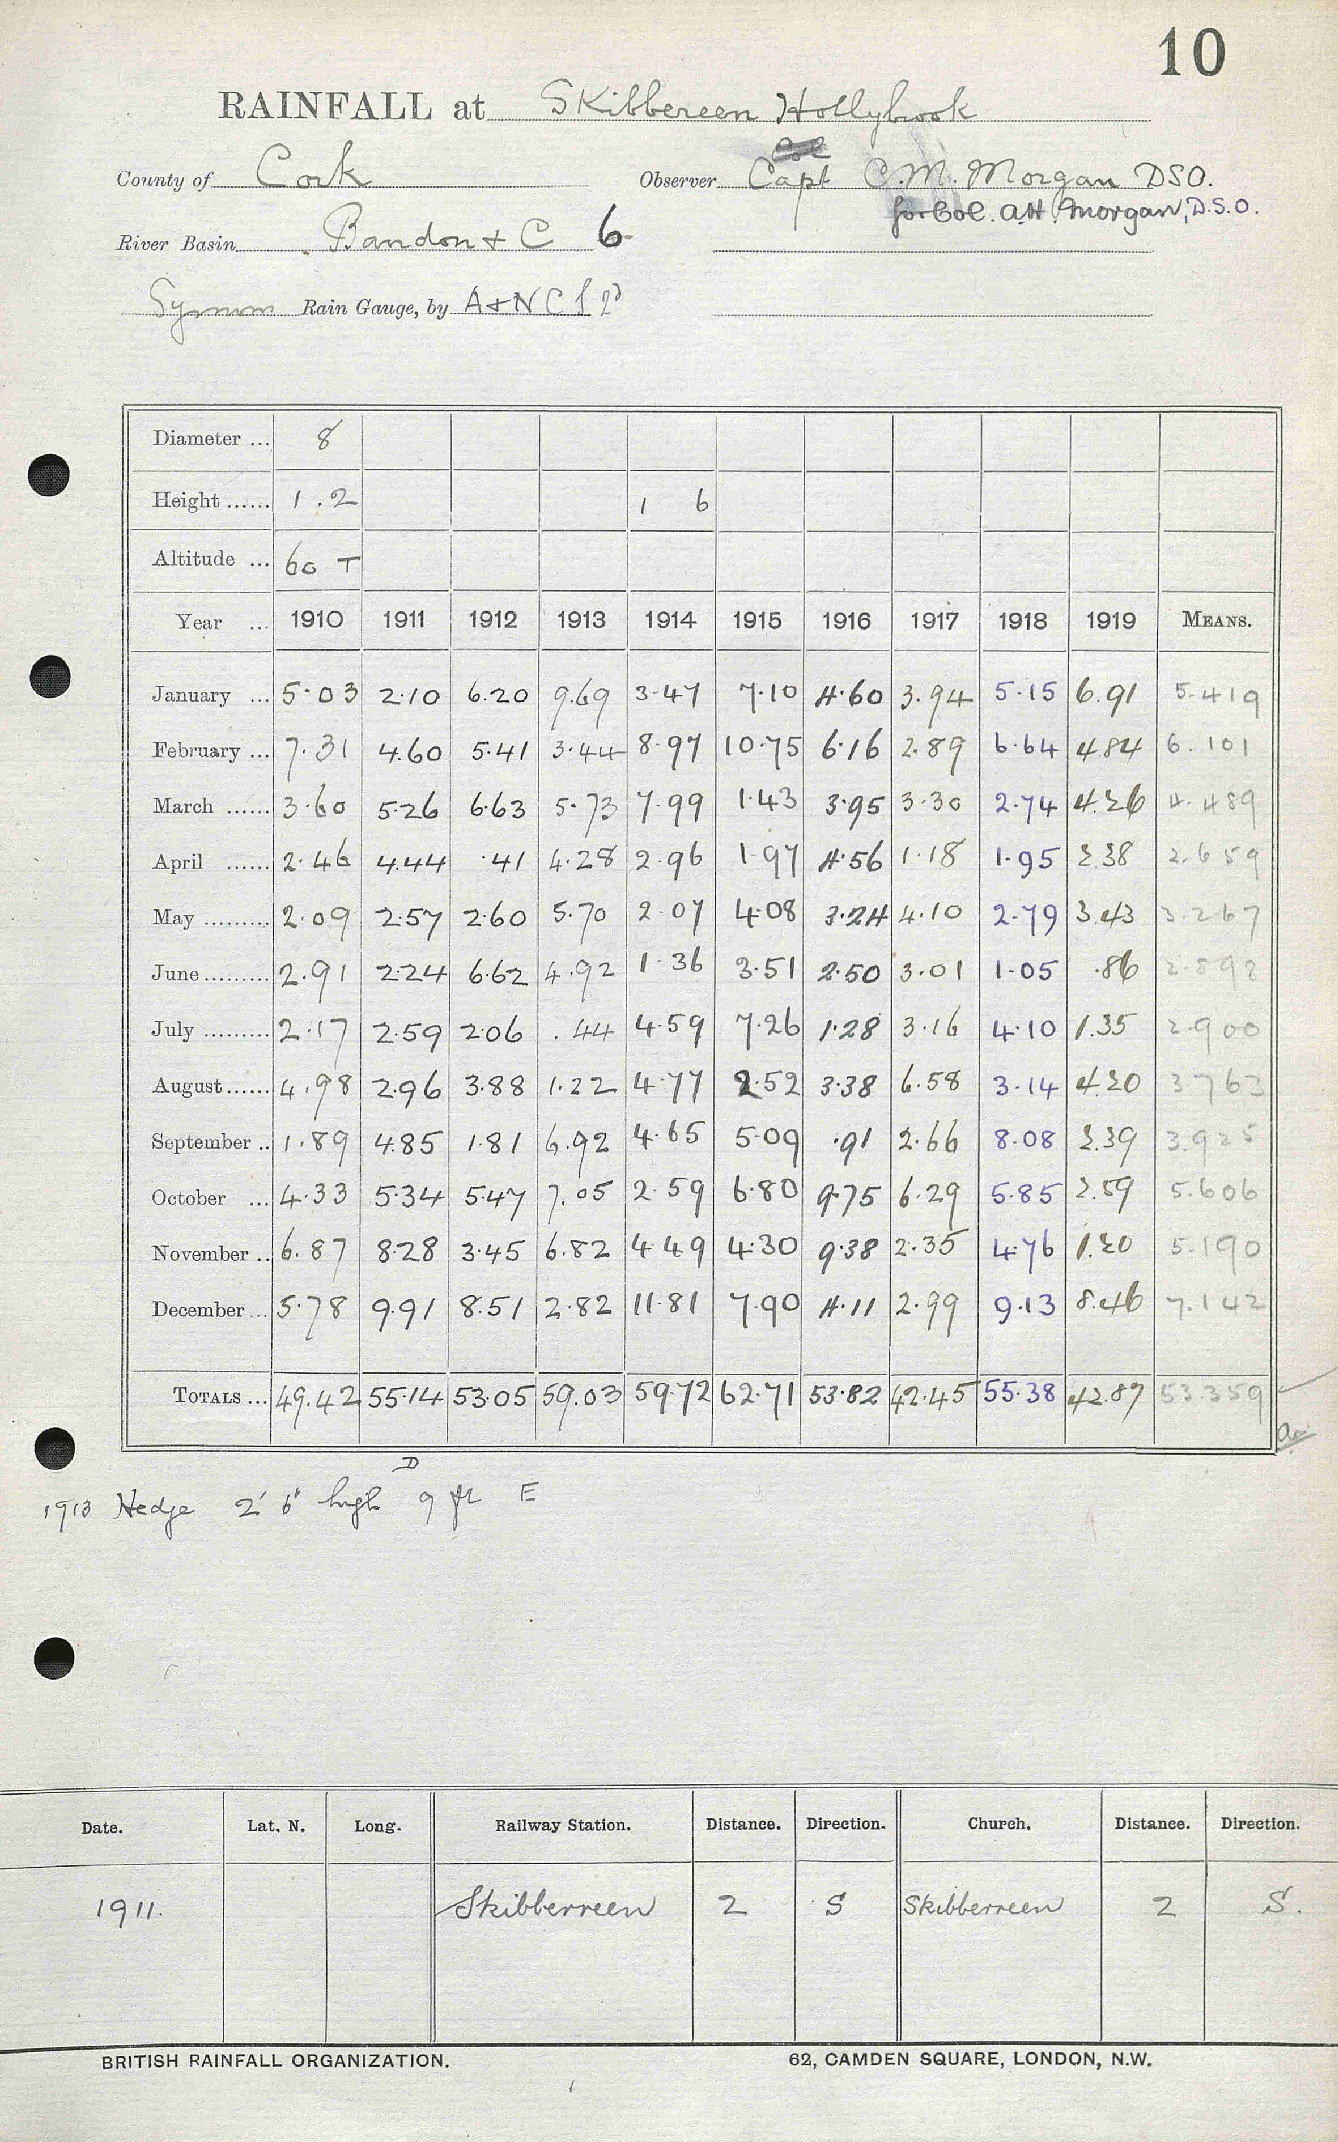 10
RAINFALL at Skibbereen Hollybrook
Col
County of Cork Observer Capt C.M. Morgan DSO.
for Col. A.H. Morgan, D.S.O.
River Basin Bandon + C 6
Symon Rain Gauge, by A+NCS
Diameter ... 8
Height ...... 1.2 1 6
Altitude ... 60 T
Year ... 1910 1911 1912 1913 1914 1915 1916 1917 1918 1919 MEANS.
January ... 5.03 2.10 6.20 9.69 3.47 7.10 4.60 3.94 5.15 6.91 5.419
February ... 7.31 4.60 5.41 3.44 8.97 10.75 6.16 2.89 6.64 4.84 6.101
March ...... 3.60 5.26 6.63 5.73 7.99 1.43 3.95 3.30 2.74 4.26 4.489
April ...... 2.46 4.44 .41 4.28 2.96 1.97 4.56 1.18 1.95 2.38 2.659
May ......... 2.09 2.57 2.60 5.70 2.07 4.08 3.24 4.10 2.79 3.43 3.267
June ......... 2.91 2.24 6.62 4.92 1.36 3.51 2.50 3.01 1.05 .86 2.898
July ......... 2.17 2.59 2.06 .44 4.59 7.26 1.28 3.16 4.10 1.35 2.900
August ...... 4.98 2.96 3.88 1.22 4.77 2.52 3.38 6.58 3.14 4.20 3.763
September .. 1.89 4.85 1.81 6.92 4.65 5.09 .91 2.66 8.08 2.39 3.925
October ... 4.33 5.34 5.47 7.05 2.59 6.80 9.75 6.29 5.85 2.59 5.606
November .. 6.87 8.28 3.45 6.82 4.49 4.30 9.38 2.35 4.76 1.20 5.190
December ... 5.78 9.91 8.51 2.82 11.81 7.90 4.11 2.99 9.13 8.46 7.142
TOTALS ... 49.42 55.14 53.05 59.03 59.72 62.71 53.82 42.45 55.38 42.87 53.359
D
1913 Hedge 2' 6" high 9 ft E
Date. Lat. N. Long. Railway Station. Distance. Direction. Church. Distance. Direction.
1911. Skibberreen 2 S Skibberreen 2 S.
BRITISH RAINFALL ORGANIZATION. 62, CAMDEN SQUARE, LONDON, N.W.